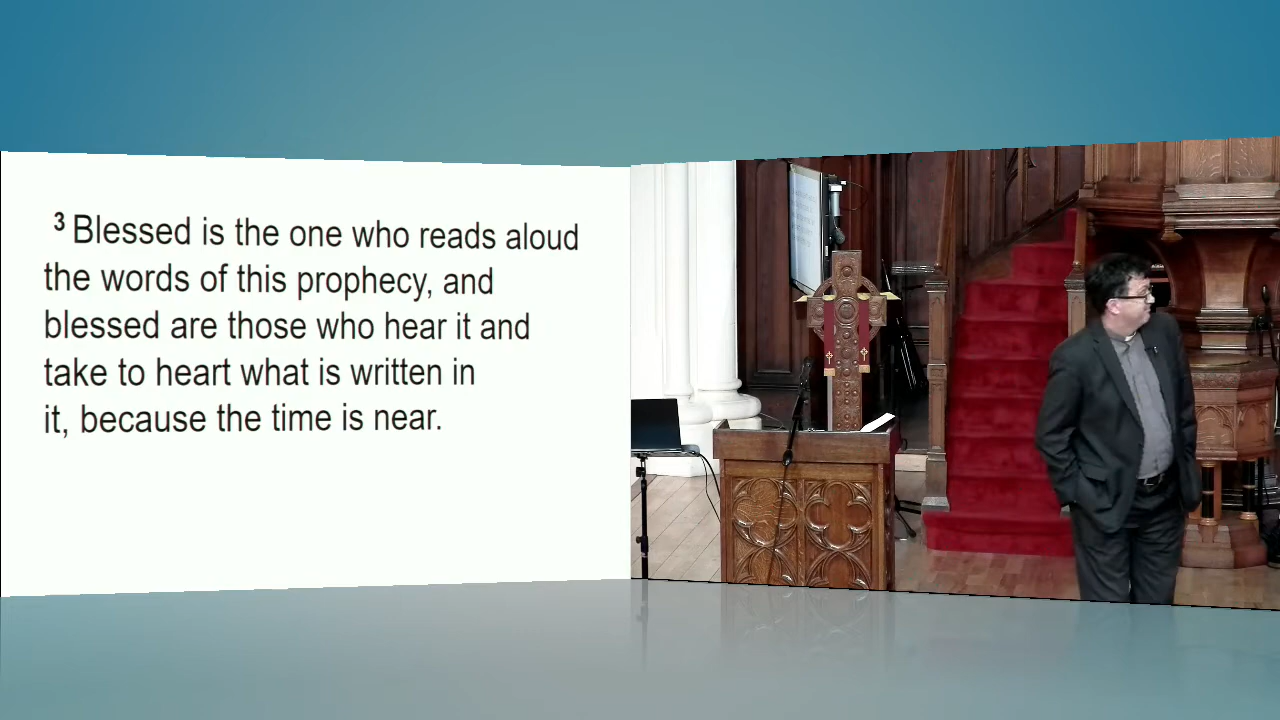 3 Blessed is the one who reads aloud
the words of this prophecy, and
blessed are those who hear it and
take to heart what is written in
it, because the time is near.